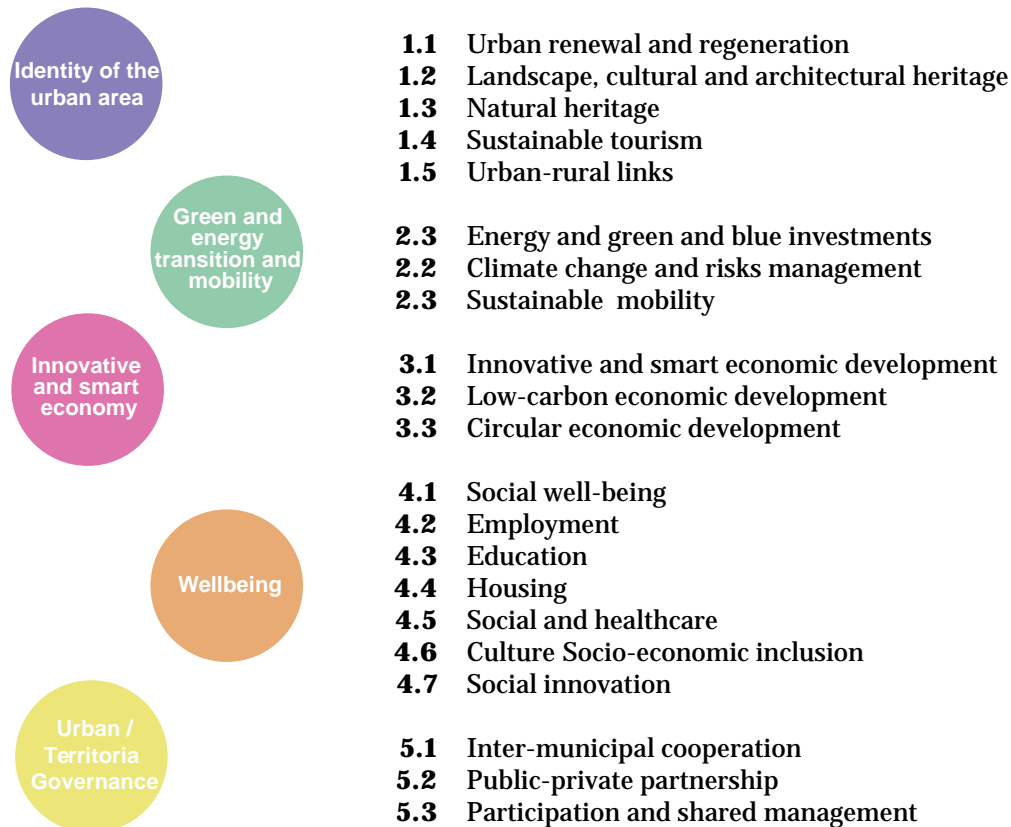 Identity of the
urban area
1.1 Urban renewal and regeneration
1.2 Landscape, cultural and architectural heritage
1.3 Natural heritage
1.4 Sustainable tourism
1.5 Urban-rural links
Green and
energy
transition and
mobility
2.3 Energy and green and blue investments
2.2 Climate change and risks management
2.3 Sustainable mobility
Innovative
and smart
economy
3.1 Innovative and smart economic development
3.2 Low-carbon economic development
3.3 Circular economic development
Wellbeing
4.1 Social well-being
4.2 Employment
4.3 Education
4.4 Housing
4.5 Social and healthcare
4.6 Culture Socio-economic inclusion
4.7 Social innovation
Urban /
Territoria
Governance
5.1 Inter-municipal cooperation
5.2 Public-private partnership
5.3 Participation and shared management